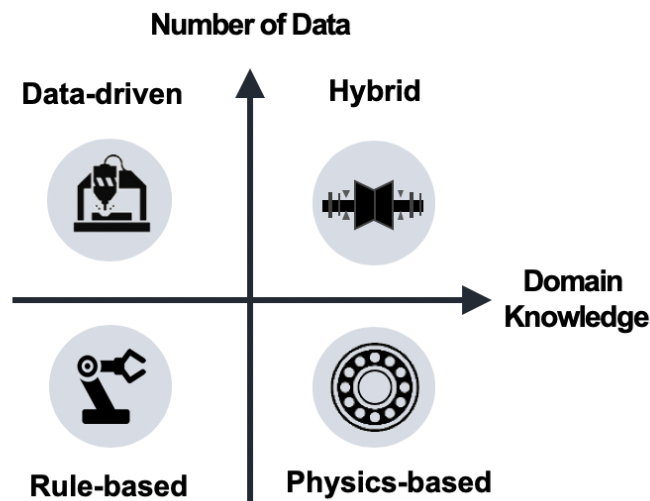 Number of Data
Data-driven
Hybrid
Domain
Knowledge
Rule-based
Physics-based